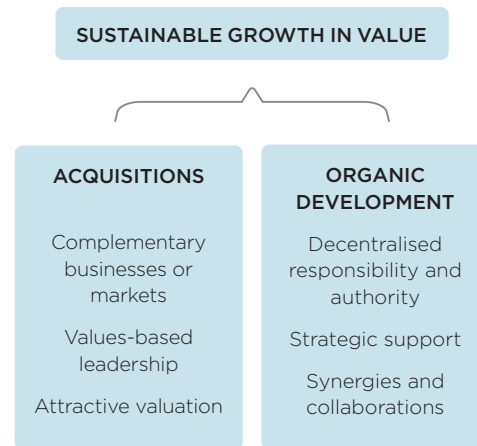 SUSTAINABLE GROWTH IN VALUE
ACQUISITIONS
Complementary
businesses or
markets
Values-based
leadership
Attractive valuation
ORGANIC
DEVELOPMENT
Decentralised
responsibility and
authority
Strategic support
Synergies and
collaborations